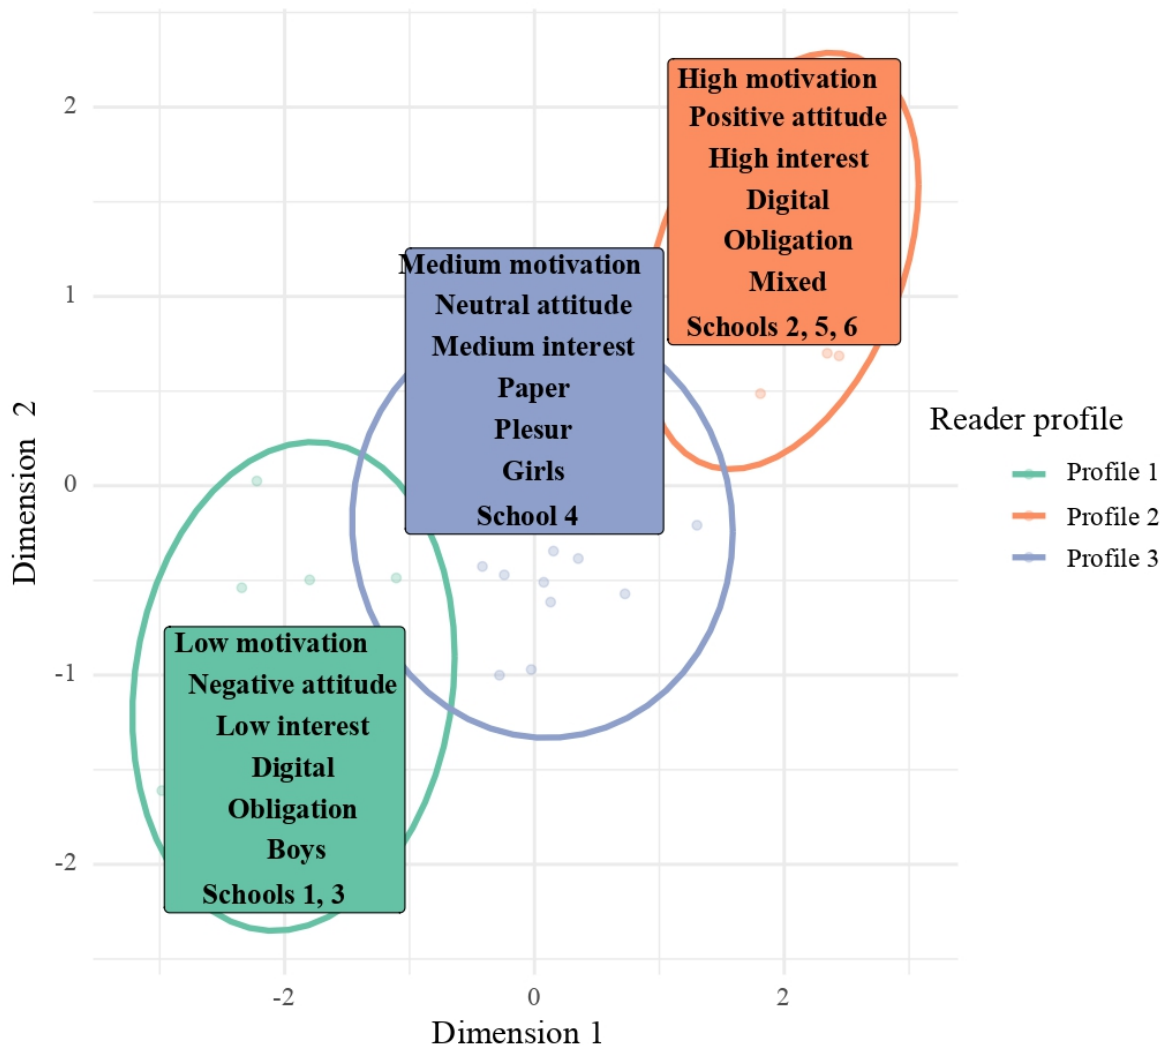 2
1
0
-1
-2
Dimension 2
High motivation
Positive attitude
High interest
Digital
Obligation
Mixed
Schools 2, 5, 6
Medium motivation
Neutral attitude
Medium interest
Paper
Plesur
Girls
School 4
Low motivation
Negative attitude
Low interest
Digital
Obligation
Boys
Schools 1, 3
-2
0
2
Dimension 1
Reader profile
Profile 1
Profile 2
Profile 3